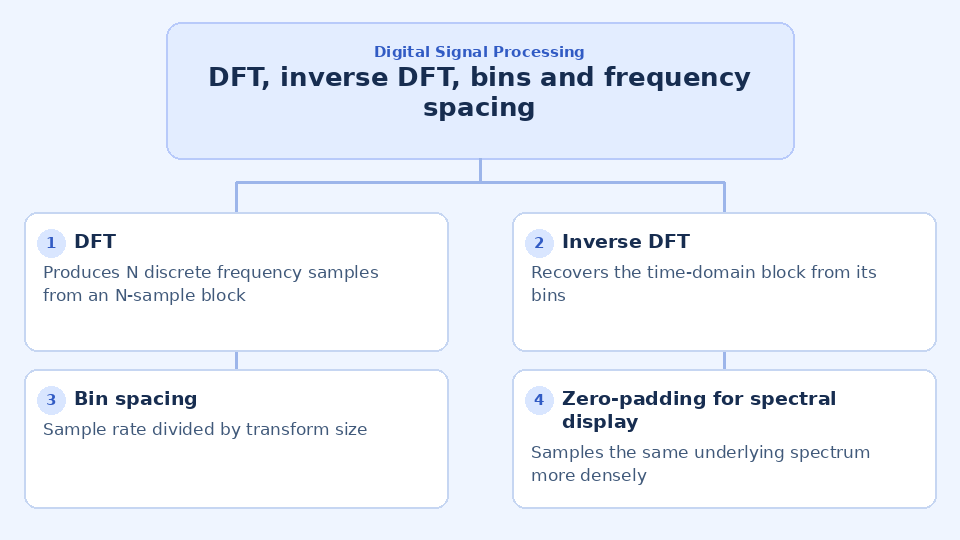 Digital Signal Processing
DFT, inverse DFT, bins and frequency
spacing
1 DFT
Produces N discrete frequency samples
from an N-sample block
2 Inverse DFT
Recovers the time-domain block from its
bins
3 Bin spacing
Sample rate divided by transform size
4 Zero-padding for spectral
display
Samples the same underlying spectrum
more densely